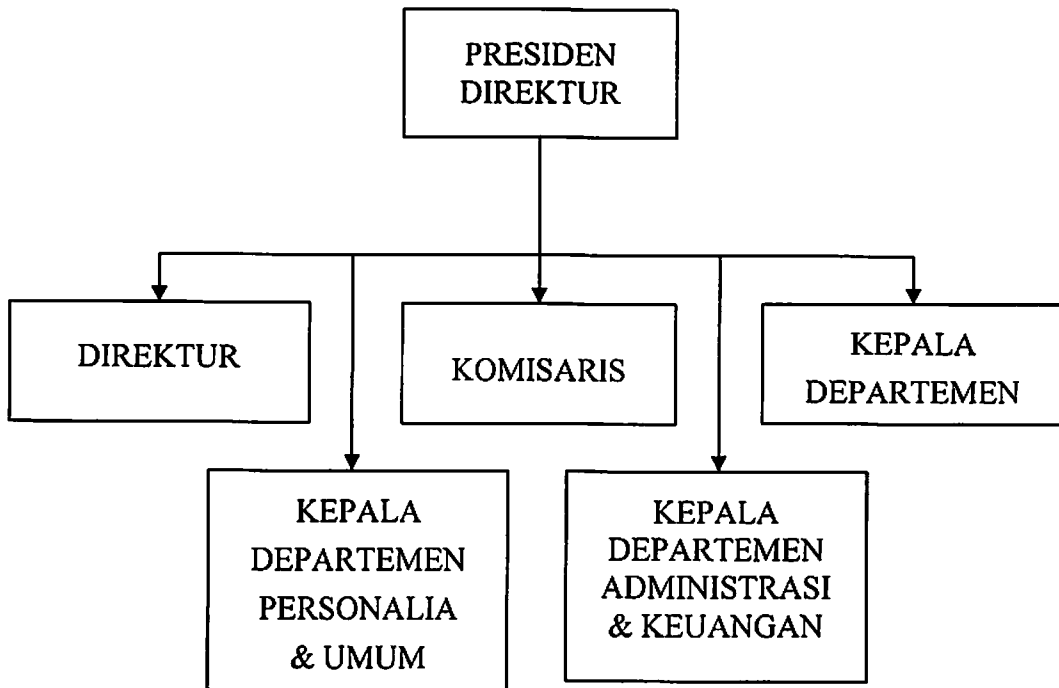 PRESIDEN
DIREKTUR
DIREKTUR
KOMISARIS
KEPALA
DEPARTEMEN
KEPALA
DEPARTEMEN
PERSONALIA
& UMUM
KEPALA
DEPARTEMEN
ADMINISTRASI
& KEUANGAN